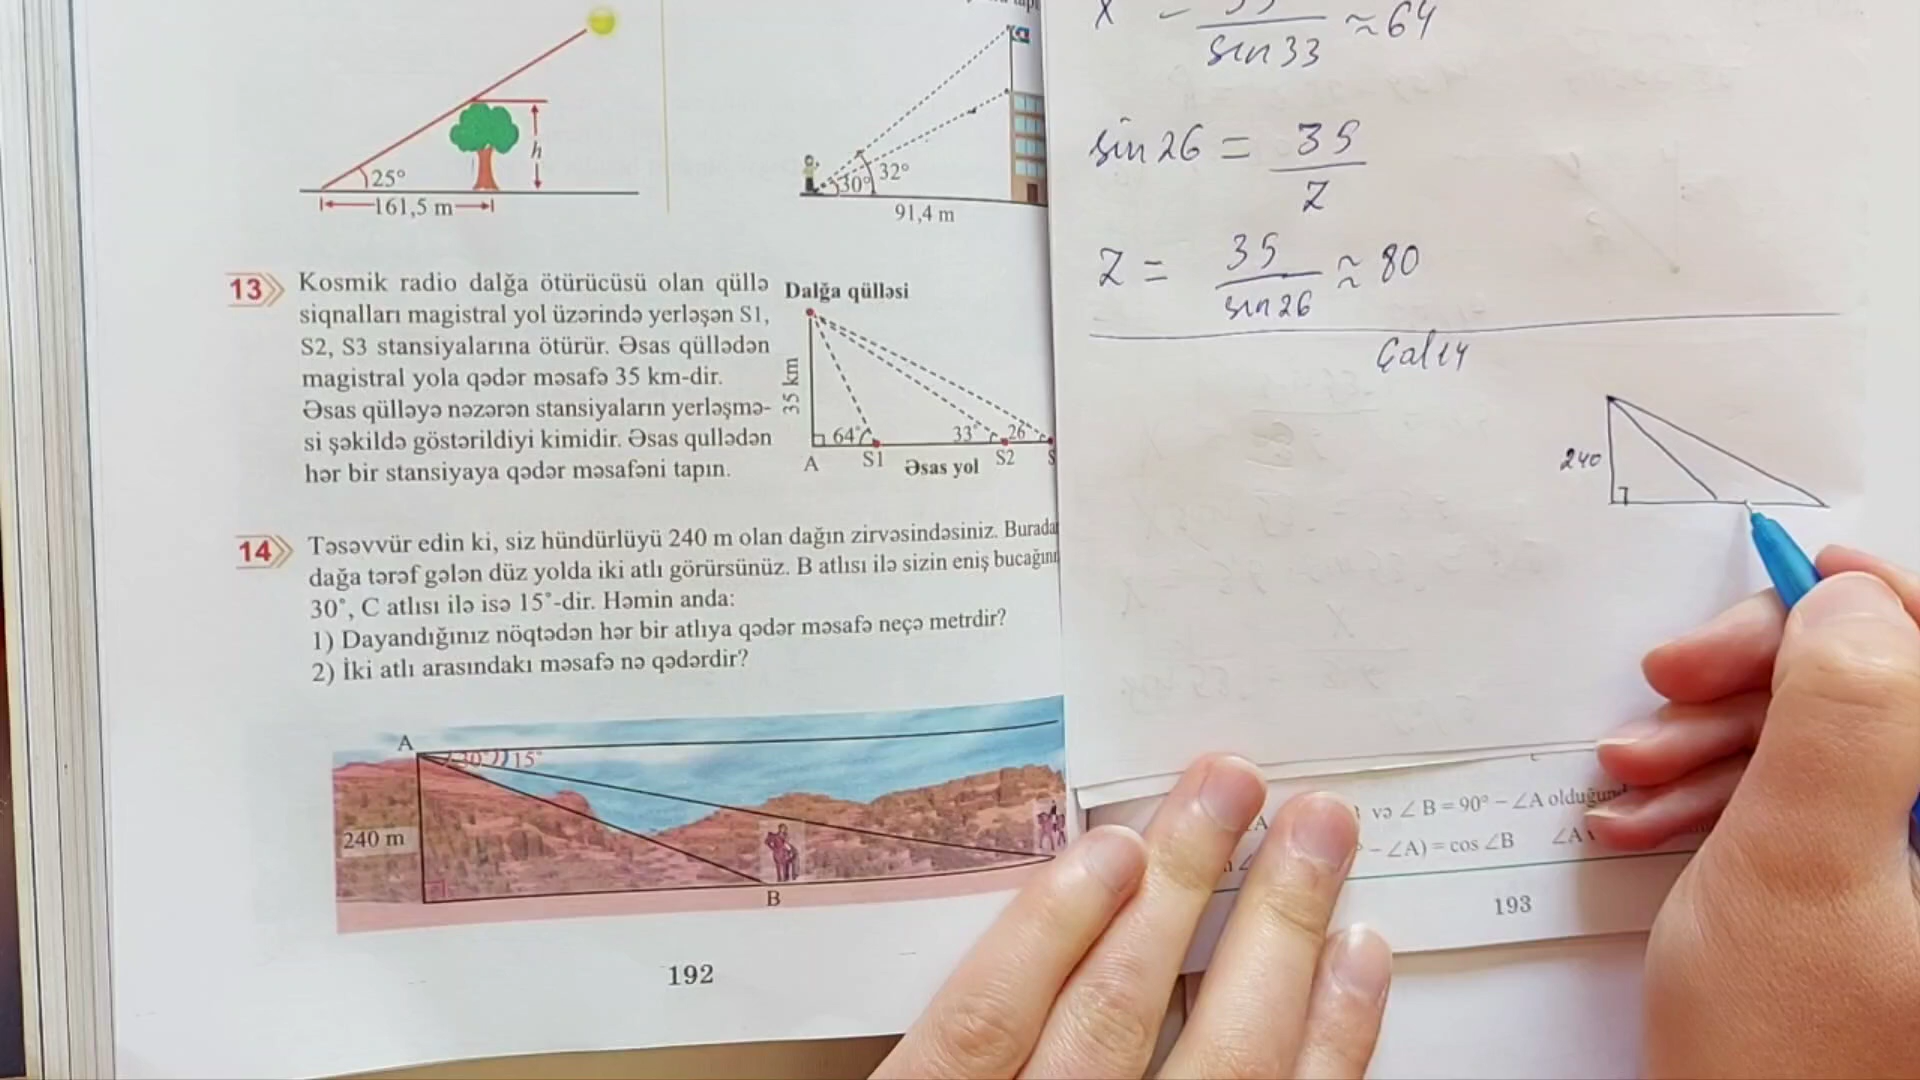 25°
h
161,5 m
32°
30°
91,4 m
13
Kosmik radio dalğa ötürücüsü olan qüllə
siqnalları magistral yol üzərində yerləşən S1,
S2, S3 stansiyalarına ötürür. Əsas qüllədən
magistral yola qədər məsafə 35 km-dir.
Əsas qülləyə nəzərən stansiyaların yerləşmə-
si şəkildə göstərildiyi kimidir. Əsas qullədən
hər bir stansiyaya qədər məsafəni tapın.
Dalğa qülləsi
35 km
64°
33°
26°
A
S1
Əsas yol
S2
S
14
Təsəvvür edin ki, siz hündürlüyü 240 m olan dağın zirvəsindəsiniz. Burada
dağa tərəf gələn düz yolda iki atlı görürsünüz. B atlısı ilə sizin eniş bucağını
30°, C atlısı ilə isə 15°-dir. Həmin anda:
1) Dayandığınız nöqtədən hər bir atlıya qədər məsafə neçə metrdir?
2) İki atlı arasındakı məsafə nə qədərdir?
A
30°
15°
240 m
B
192
sin 33 ≈ 64
sin 26 = 35
z
z = 35 ≈ 80
sin 26
Çal 14
240
və ∠ B = 90° – ∠A olduğun
– ∠A) = cos ∠B
∠A
193